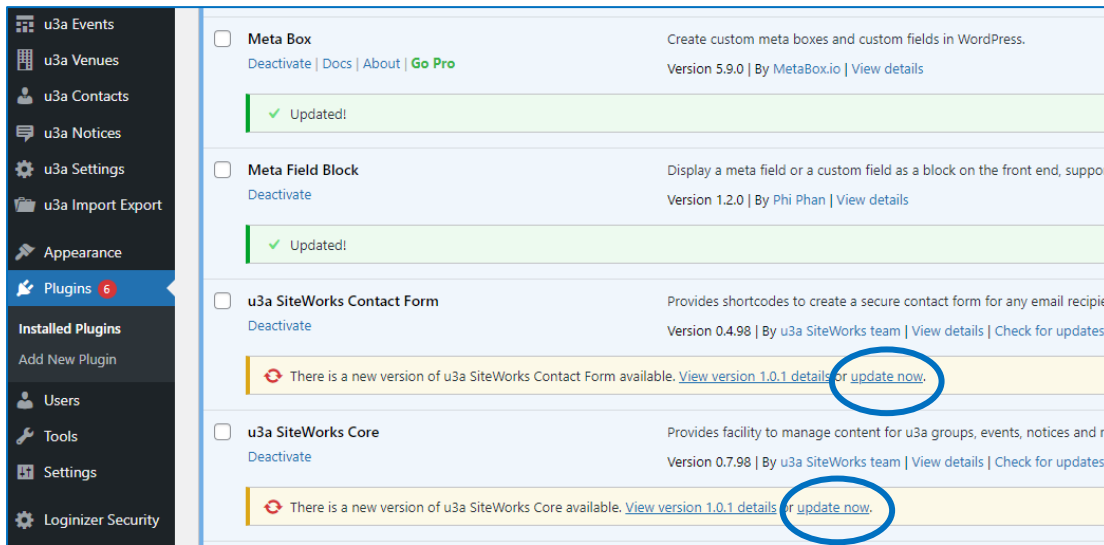 u3a Events
u3a Venues
u3a Contacts
u3a Notices
u3a Settings
u3a Import Export
Appearance
Plugins 6
Installed Plugins
Add New Plugin
Users
Tools
Settings
Loginizer Security
Meta Box
Deactivate | Docs | About | Go Pro
Create custom meta boxes and custom fields in WordPress.
Version 5.9.0 | By MetaBox.io | View details
Updated!
Meta Field Block
Deactivate
Display a meta field or a custom field as a block on the front end,
Version 1.2.0 | By Phi Phan | View details
Updated!
u3a SiteWorks Contact Form
Deactivate
Provides shortcodes to create a secure contact form for any email
Version 0.4.98 | By u3a SiteWorks team | View details | Check for updates
There is a new version of u3a SiteWorks Contact Form available. View version 1.0.1 details or update now.
u3a SiteWorks Core
Deactivate
Provides facility to manage content for u3a groups, events, notices and
Version 0.7.98 | By u3a SiteWorks team | View details | Check for updates
There is a new version of u3a SiteWorks Core available. View version 1.0.1 details or update now.